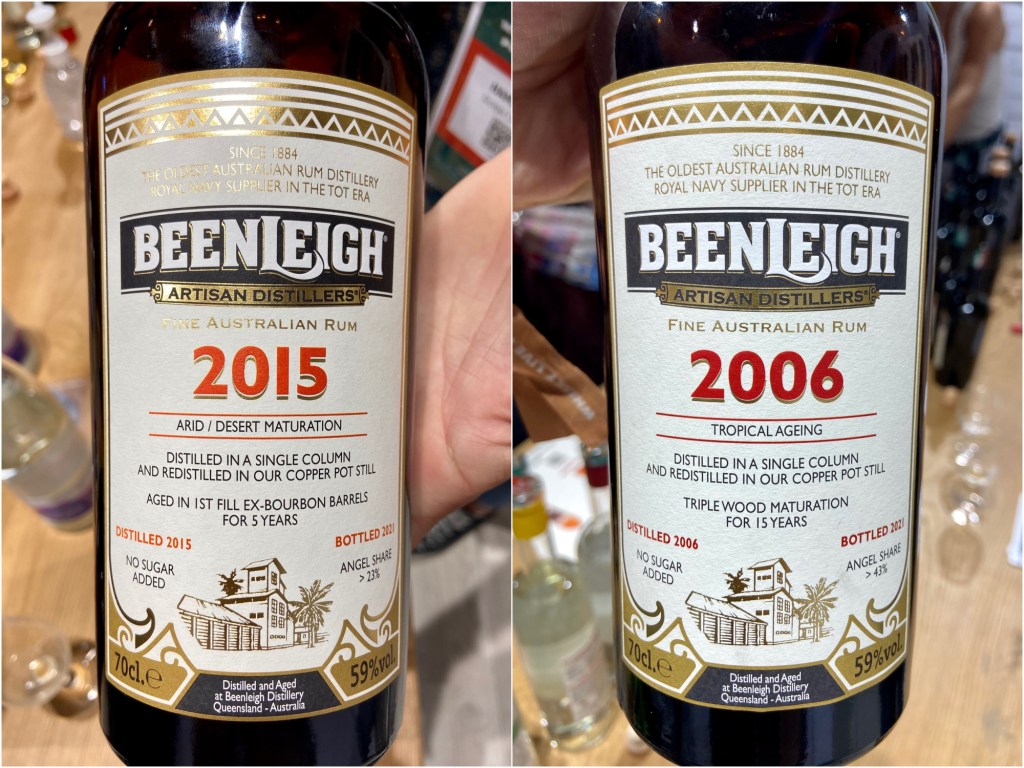 SINCE 1884
THE OLDEST AUSTRALIAN RUM DISTILLERY
ROYAL NAVY SUPPLIER IN THE TOT ERA
BEENLEIGH®
ARTISAN DISTILLERS®
FINE AUSTRALIAN RUM
2015
ARID / DESERT MATURATION
DISTILLED IN A SINGLE COLUMN
AND REDISTILLED IN OUR COPPER POT STILL
AGED IN 1ST FILL EX-BOURBON BARRELS
FOR 5 YEARS
DISTILLED 2015
BOTTLED 2021
NO SUGAR
ADDED
ANGEL SHARE
> 23%
70cl.e
59%vol.
Distilled and Aged
at Beenleigh Distillery
Queensland - Australia
SINCE 1884
THE OLDEST AUSTRALIAN RUM DISTILLERY
ROYAL NAVY SUPPLIER IN THE TOT ERA
BEENLEIGH®
ARTISAN DISTILLERS®
FINE AUSTRALIAN RUM
2006
TROPICAL AGEING
DISTILLED IN A SINGLE COLUMN
AND REDISTILLED IN OUR COPPER POT STILL
TRIPLE WOOD MATURATION
FOR 15 YEARS
DISTILLED 2006
BOTTLED 2021
NO SUGAR
ADDED
ANGEL SHARE
> 43%
70cl.e
59%vol.
Distilled and Aged
at Beenleigh Distillery
Queensland - Australia